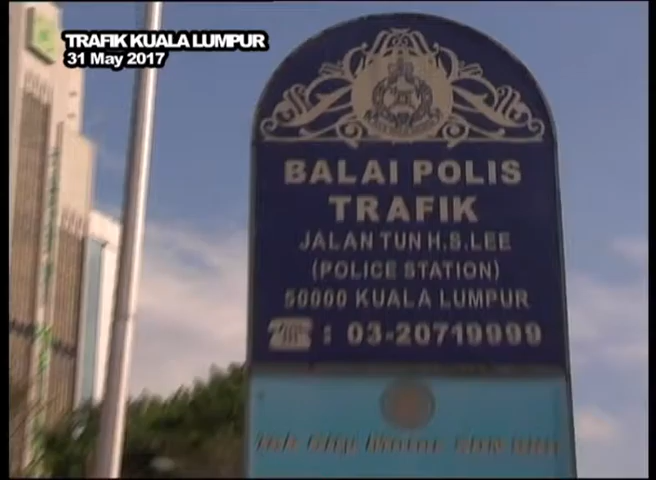 TRAFIK KUALA LUMPUR
31 May 2017
BALAI POLIS
TRAFIK
JALAN TUN H.S. LEE
(POLICE STATION)
50000 KUALA LUMPUR
: 03-20719999